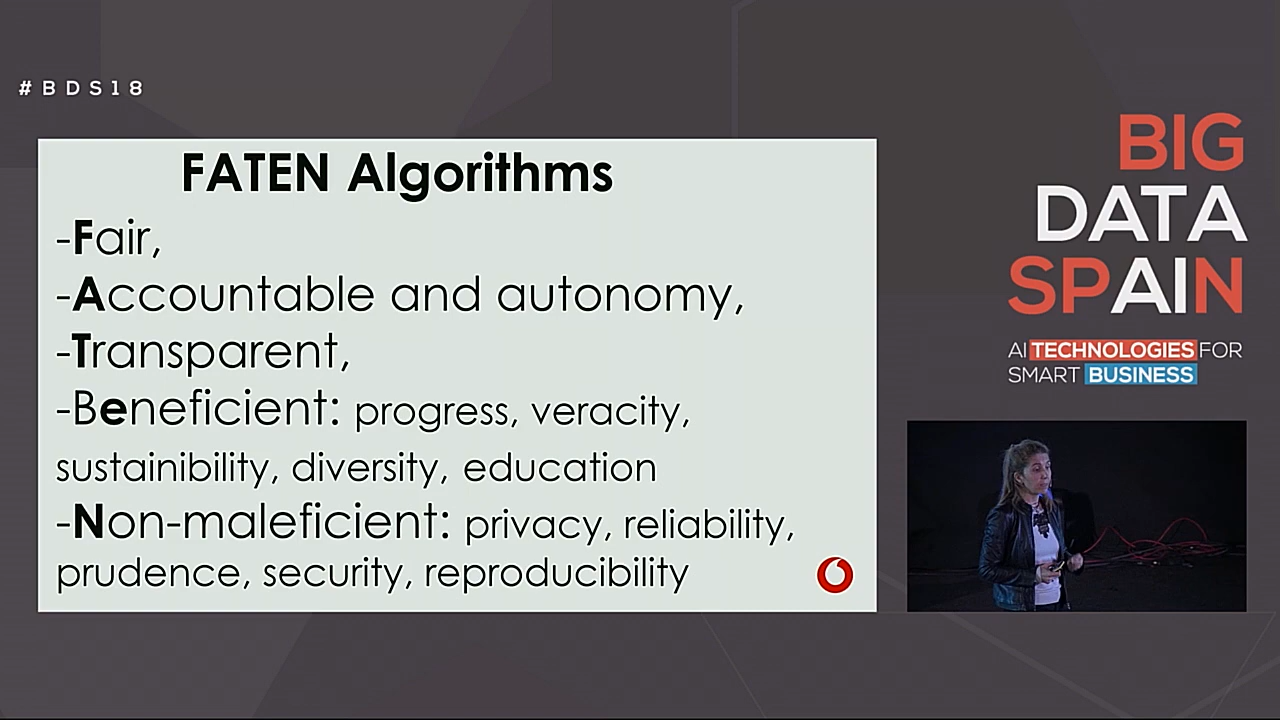 #BDS18
FATEN Algorithms
-Fair,
-Accountable and autonomy,
-Transparent,
-Beneficient: progress, veracity,
sustainibility, diversity, education
-Non-maleficient: privacy, reliability,
prudence, security, reproducibility
BIG
DATA
SPAIN
AI TECHNOLOGIES FOR
SMART BUSINESS